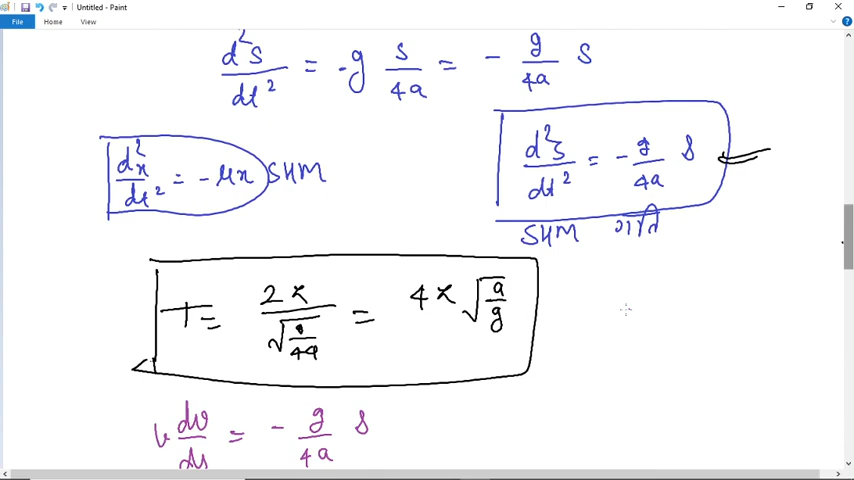 Untitled - Paint
File Home View
d²s/dt² = -g s/4a = - g/4a s
d²x/dt² = -μx SHM
d²s/dt² = - g/4a s
SHM गति
T = 2π/√(g/4a) = 4π √(a/g)
v dv/ds = - g/4a s